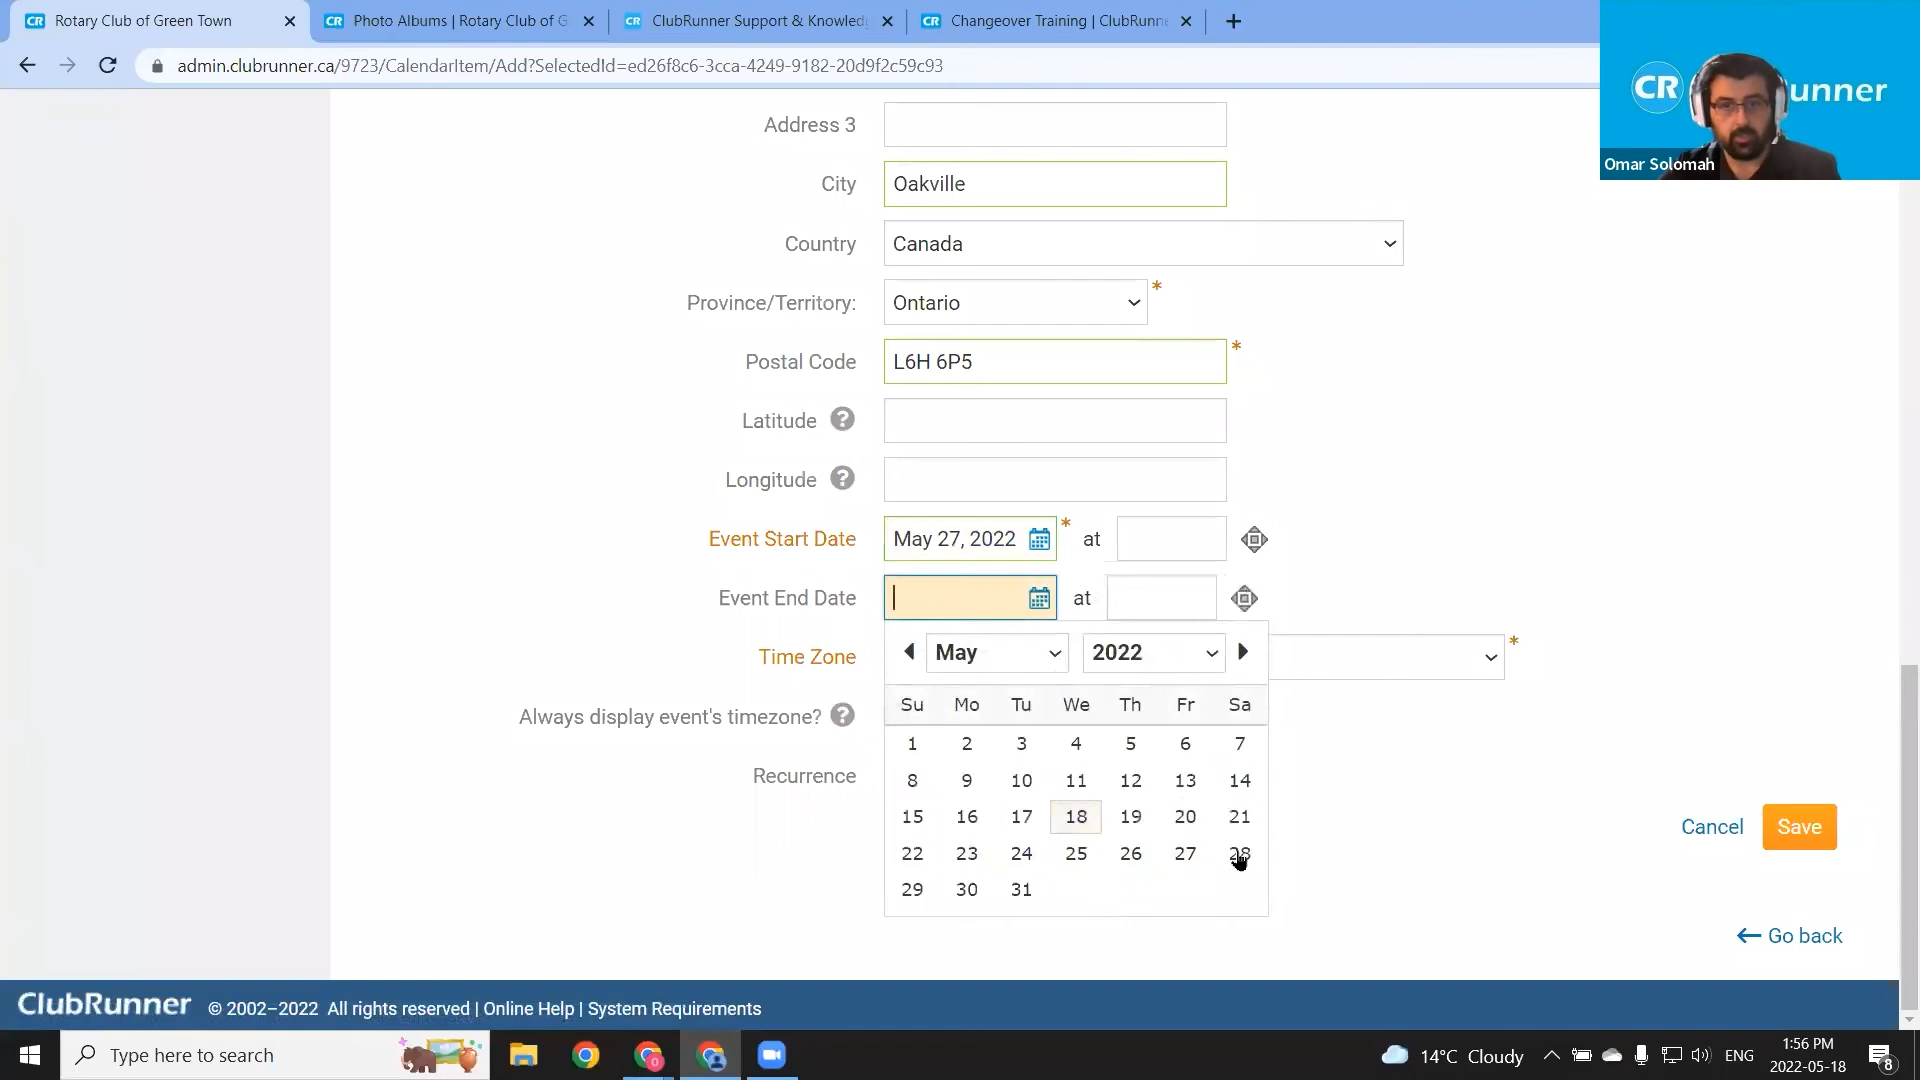 Rotary Club of Green Town
Photo Albums | Rotary Club of G
ClubRunner Support & Knowled
Changeover Training | ClubRunn
admin.clubrunner.ca/9723/CalendarItem/Add?SelectedId=ed26f8c6-3cca-4249-9182-20d9f2c59c93
CR unner
Omar Solomah
Address 3
City Oakville
Country Canada
Province/Territory: Ontario *
Postal Code L6H 6P5 *
Latitude ?
Longitude ?
Event Start Date May 27, 2022 * at
Event End Date at
Time Zone *
May 2022
Su Mo Tu We Th Fr Sa
Always display event's timezone? ?
1 2 3 4 5 6 7
Recurrence
8 9 10 11 12 13 14
15 16 17 18 19 20 21
Cancel Save
22 23 24 25 26 27 28
29 30 31
Go back
ClubRunner © 2002–2022 All rights reserved | Online Help | System Requirements
Type here to search
14°C Cloudy
ENG
1:56 PM
2022-05-18
8